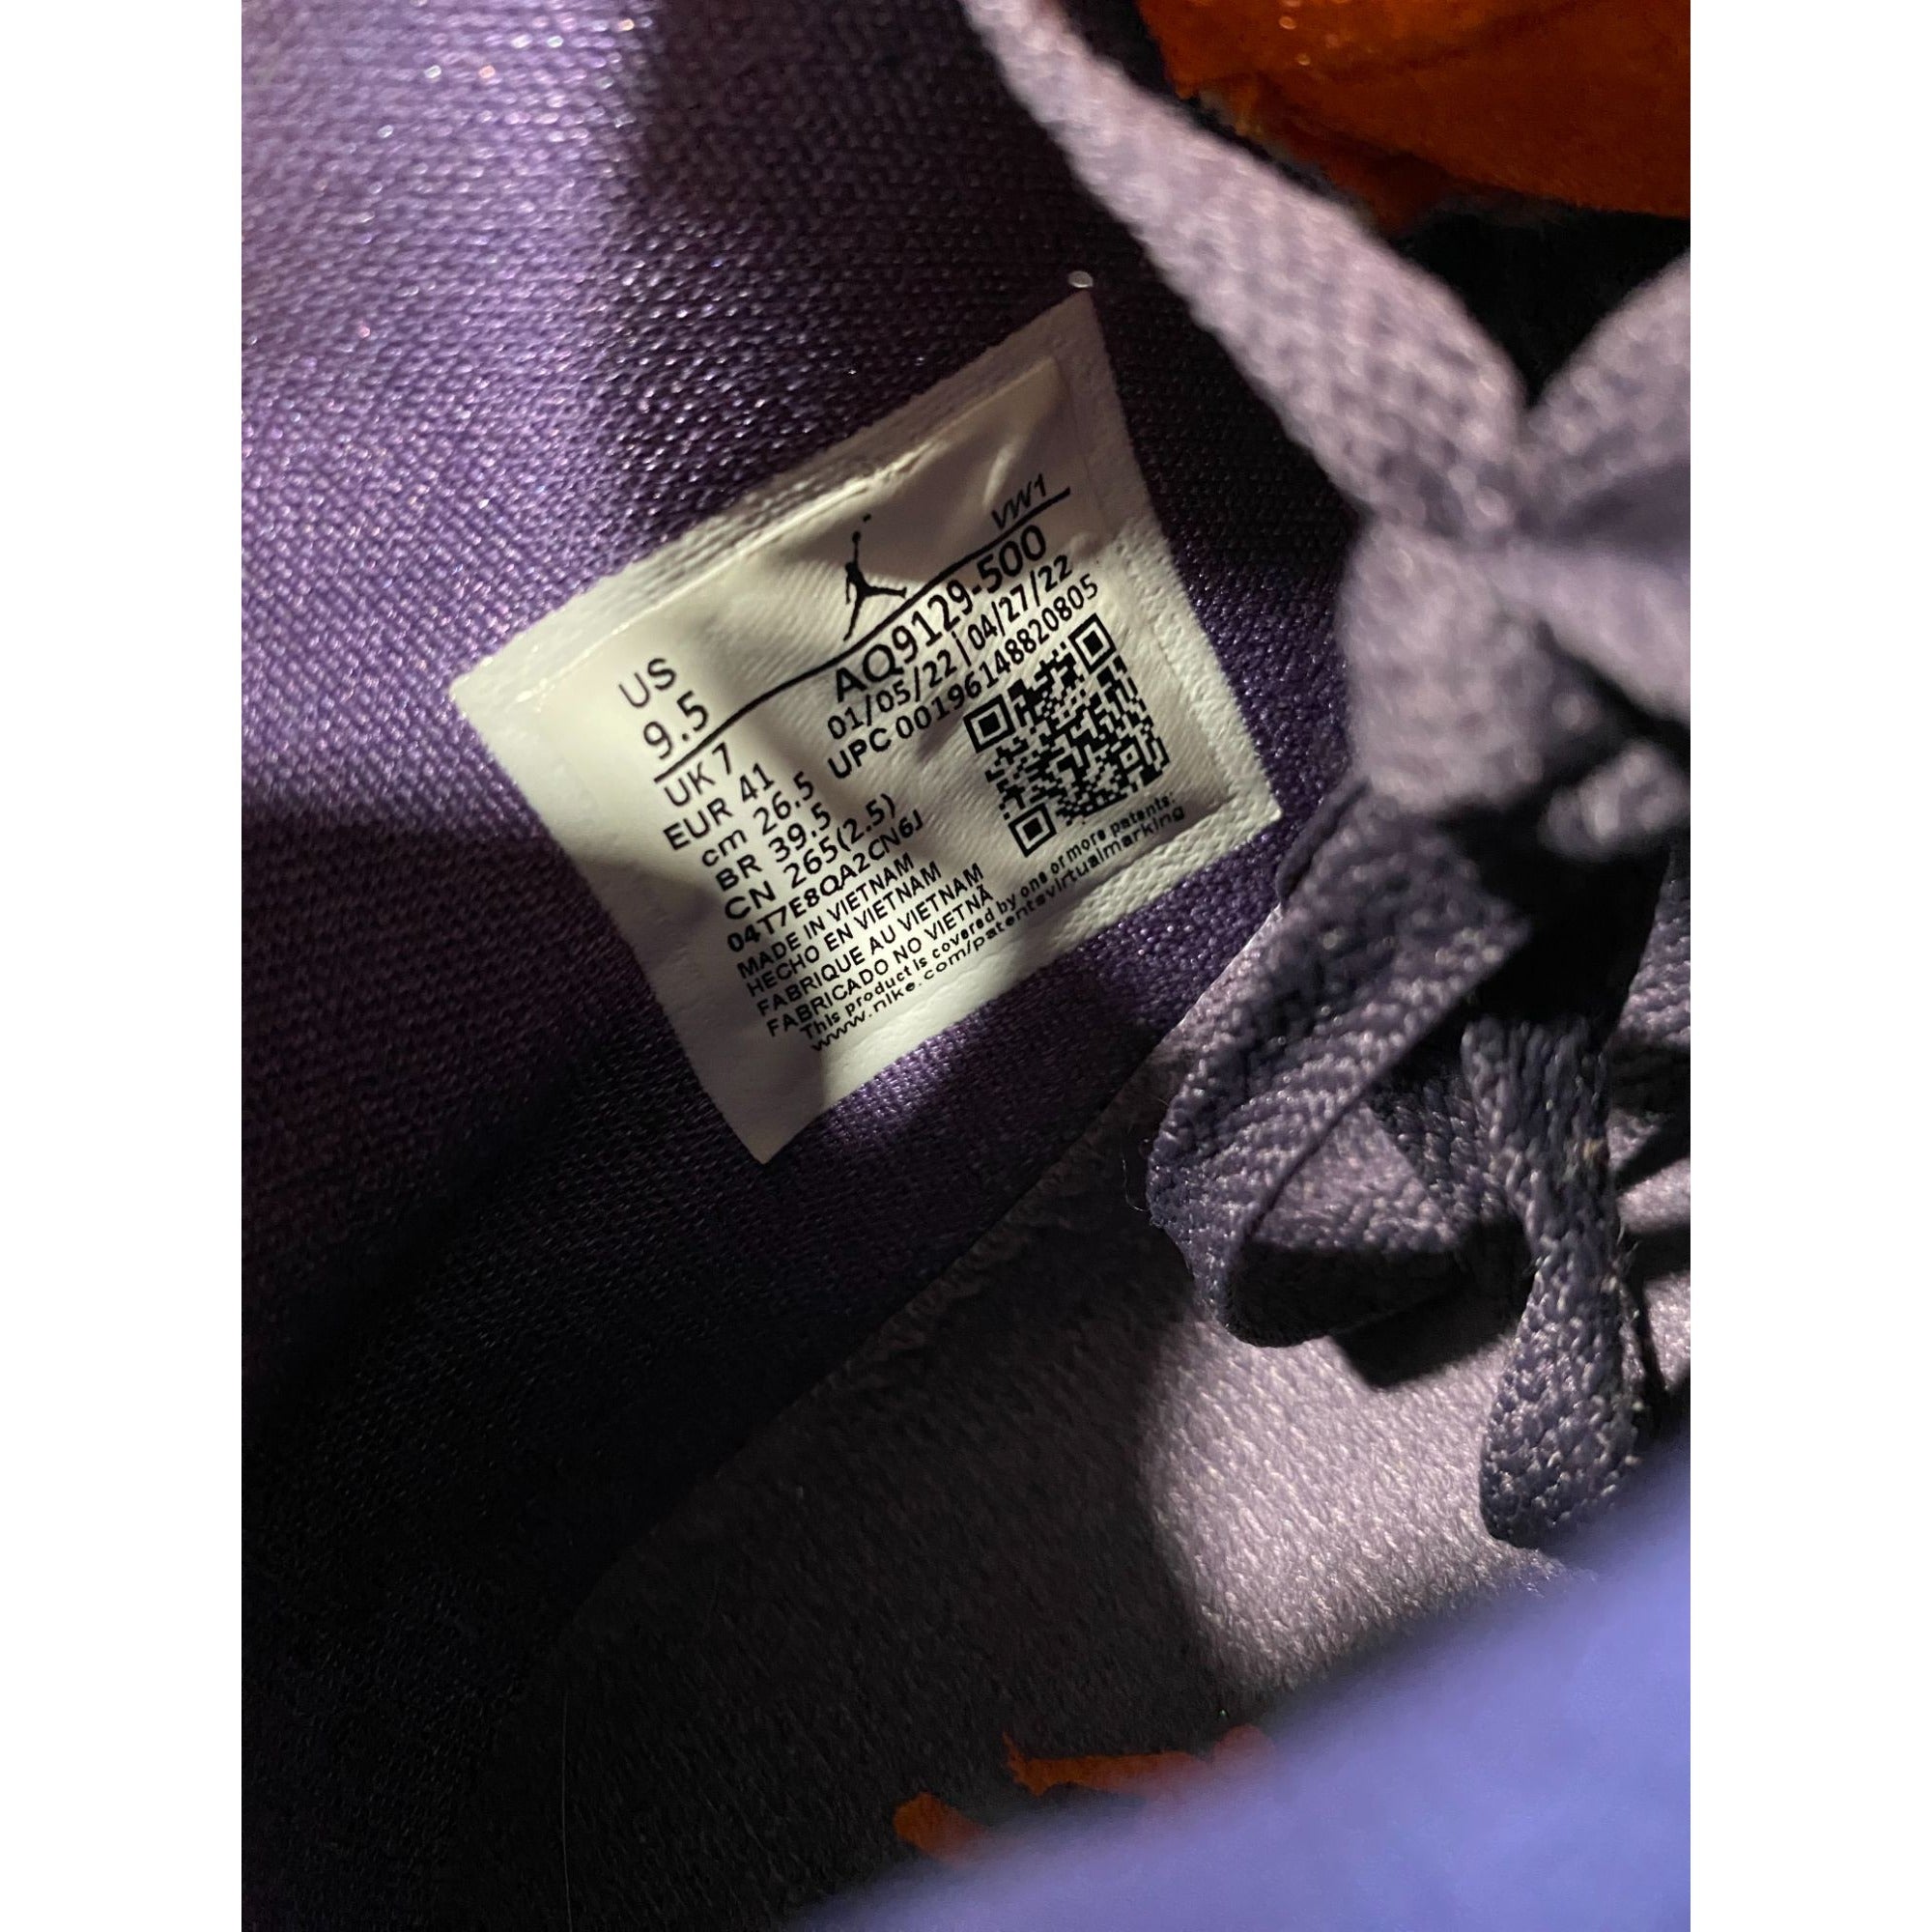 VW1
US
9.5
AQ9129-500
01/05/22 | 04/27/22
UPC 00196148820805
UK 7
EUR 41
cm 26.5
BR 39.5
CN 265(2.5)
04T7E8QA2CN6J
MADE IN VIETNAM
HECHO EN VIETNAM
FABRIQUE AU VIETNAM
FABRICADO NO VIETNÃ
This product is covered by one or more patents:
www.nike.com/patentsvirtualmarking